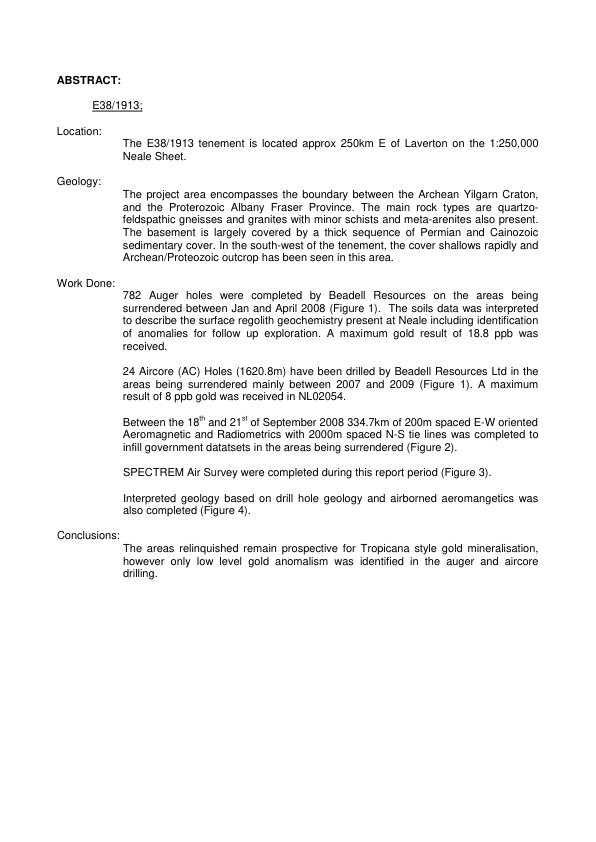 ABSTRACT:
E38/1913;
Location:
The E38/1913 tenement is located approx 250km E of Laverton on the 1:250,000
Neale Sheet.
Geology:
The project area encompasses the boundary between the Archean Yilgarn Craton,
and the Proterozoic Albany Fraser Province. The main rock types are quartzo-
feldspathic gneisses and granites with minor schists and meta-arenites also present.
The basement is largely covered by a thick sequence of Permian and Cainozoic
sedimentary cover. In the south-west of the tenement, the cover shallows rapidly and
Archean/Proteozoic outcrop has been seen in this area.
Work Done:
782 Auger holes were completed by Beadell Resources on the areas being
surrendered between Jan and April 2008 (Figure 1). The soils data was interpreted
to describe the surface regolith geochemistry present at Neale including identification
of anomalies for follow up exploration. A maximum gold result of 18.8 ppb was
received.
24 Aircore (AC) Holes (1620.8m) have been drilled by Beadell Resources Ltd in the
areas being surrendered mainly between 2007 and 2009 (Figure 1). A maximum
result of 8 ppb gold was received in NL02054.
Between the 18th and 21st of September 2008 334.7km of 200m spaced E-W oriented
Aeromagnetic and Radiometrics with 2000m spaced N-S tie lines was completed to
infill government datatsets in the areas being surrendered (Figure 2).
SPECTREM Air Survey were completed during this report period (Figure 3).
Interpreted geology based on drill hole geology and airborned aeromangetics was
also completed (Figure 4).
Conclusions:
The areas relinquished remain prospective for Tropicana style gold mineralisation,
however only low level gold anomalism was identified in the auger and aircore
drilling.